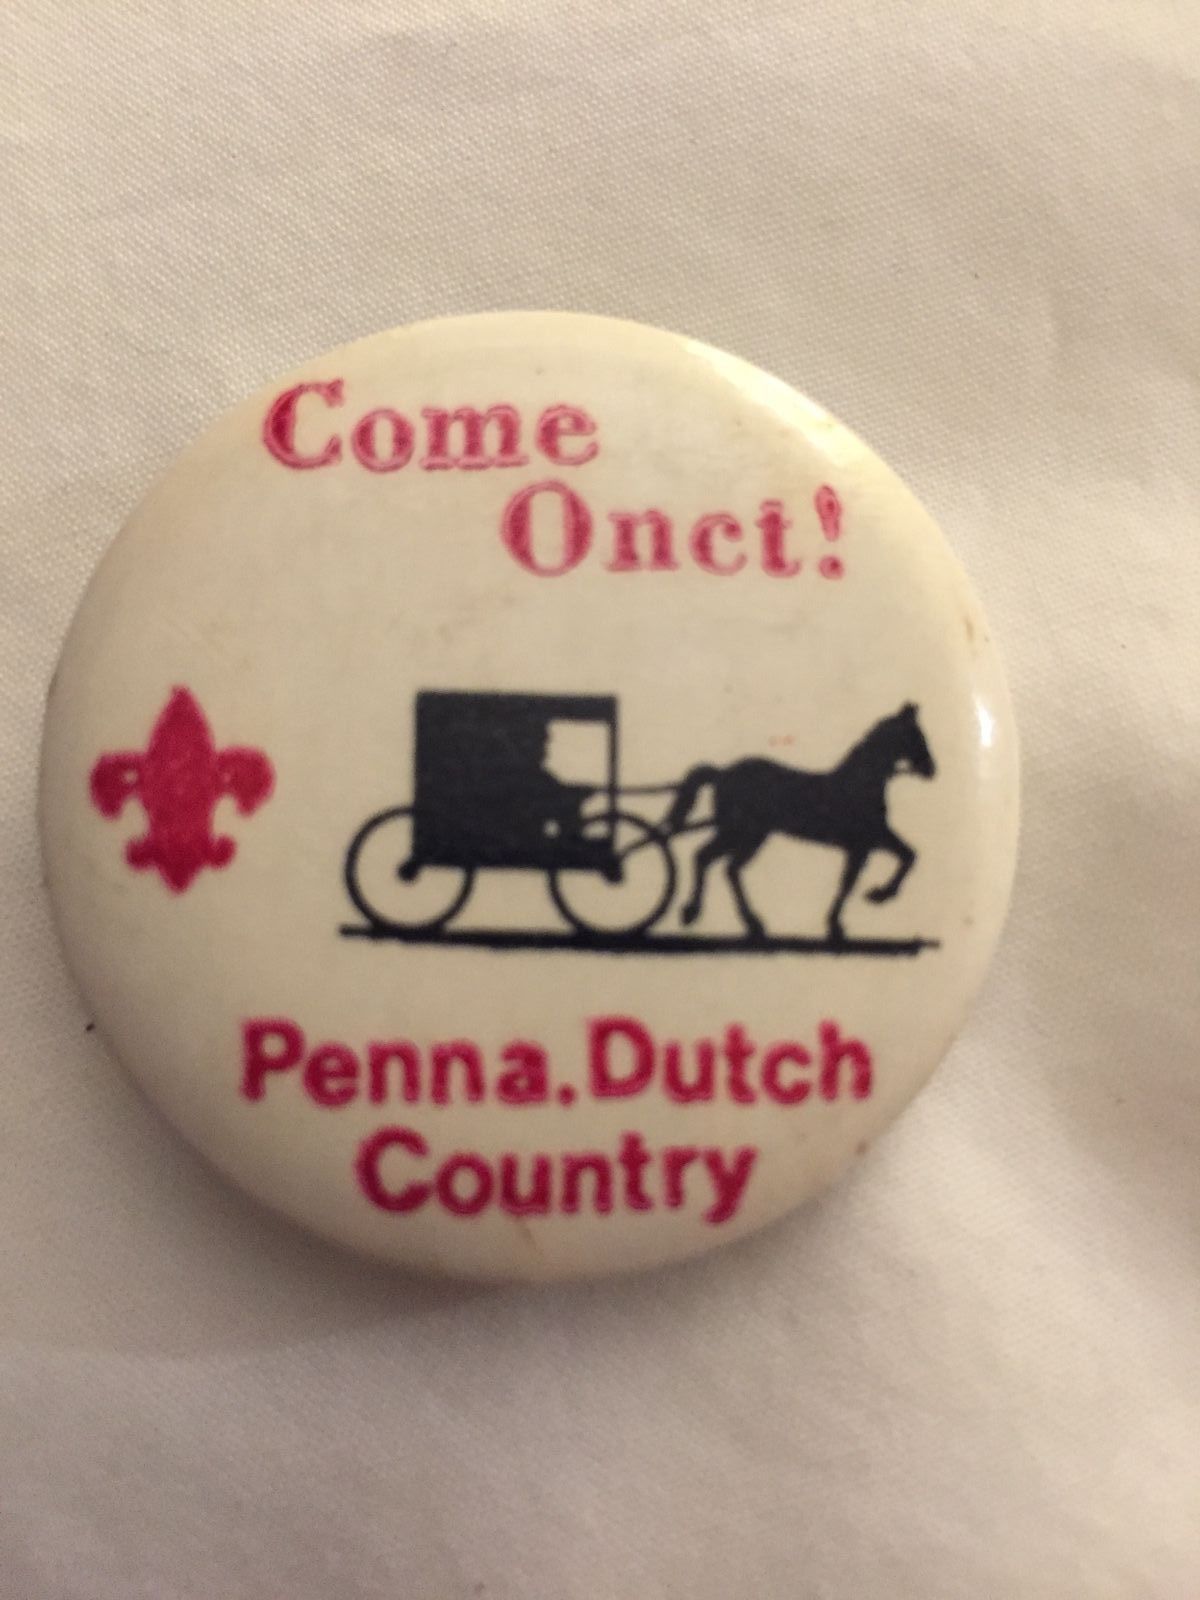 Come
Onct!
Penna. Dutch
Country